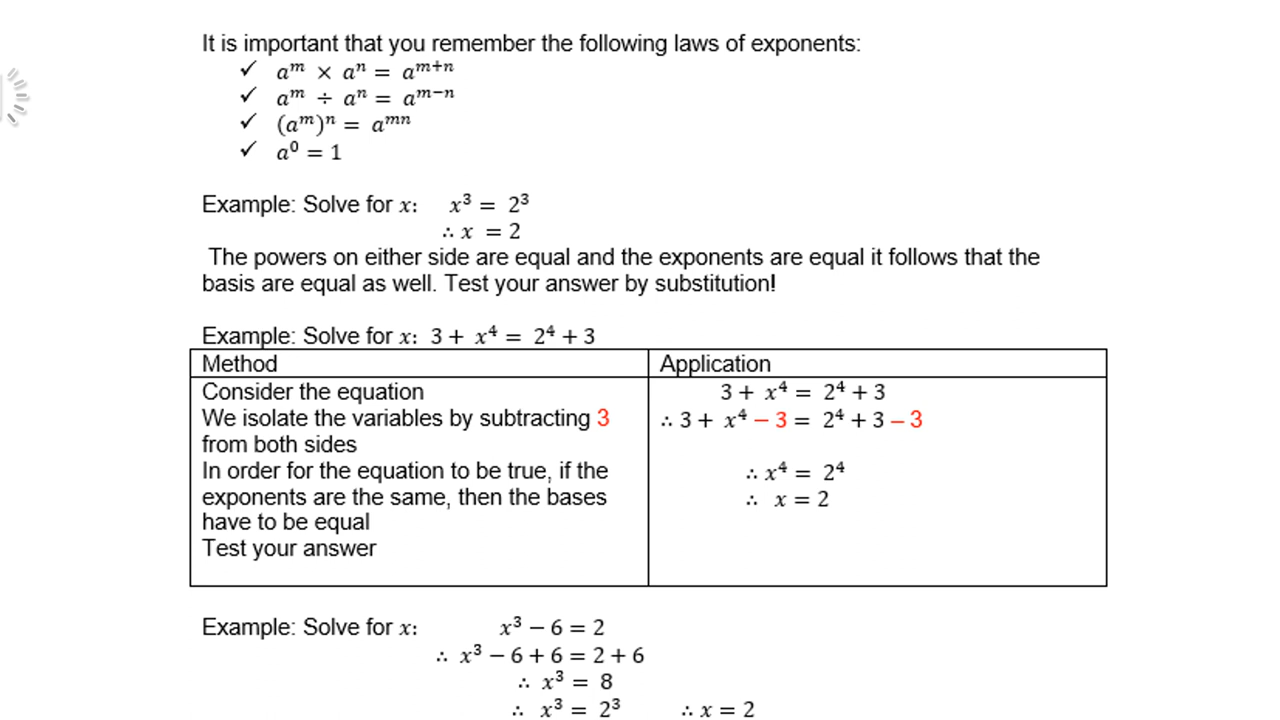 It is important that you remember the following laws of exponents:
✓ aᵐ × aⁿ = aᵐ⁺ⁿ
✓ aᵐ ÷ aⁿ = aᵐ⁻ⁿ
✓ (aᵐ)ⁿ = aᵐⁿ
✓ a⁰ = 1
Example: Solve for x: x³ = 2³
∴ x = 2
The powers on either side are equal and the exponents are equal it follows that the
basis are equal as well. Test your answer by substitution!
Example: Solve for x: 3 + x⁴ = 2⁴ + 3
Method
Consider the equation
We isolate the variables by subtracting 3
from both sides
In order for the equation to be true, if the
exponents are the same, then the bases
have to be equal
Test your answer
Application
3 + x⁴ = 2⁴ + 3
∴ 3 + x⁴ − 3 = 2⁴ + 3 − 3
∴ x⁴ = 2⁴
∴ x = 2
Example: Solve for x: x³ − 6 = 2
∴ x³ − 6 + 6 = 2 + 6
∴ x³ = 8
∴ x³ = 2³ ∴ x = 2